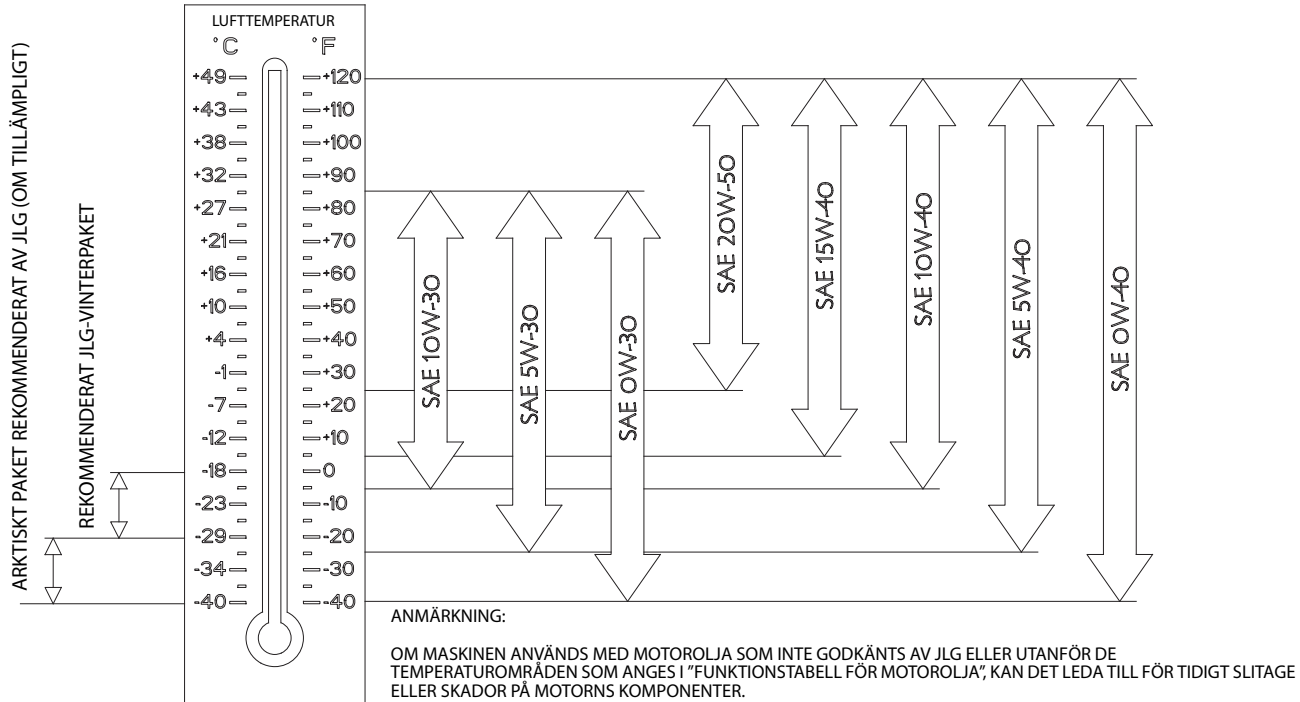 LUFTTEMPERATUR
°C °F
+49 +120
+43 +110
+38 +100
+32 +90
+27 +80
+21 +70
+16 +60
+10 +50
+4 +40
-1 +30
-7 +20
-12 +10
-18 0
-23 -10
-29 -20
-34 -30
-40 -40
ARKTISKT PAKET REKOMMENDERAT AV JLG (OM TILLÄMPLIGT)
REKOMMENDERAT JLG-VINTERPAKET
SAE 10W-30
SAE 5W-30
SAE 0W-30
SAE 20W-50
SAE 15W-40
SAE 10W-40
SAE 5W-40
SAE 0W-40
ANMÄRKNING:
OM MASKINEN ANVÄNDS MED MOTOROLJA SOM INTE GODKÄNTS AV JLG ELLER UTANFÖR DE
TEMPERATUROMRÅDEN SOM ANGES I ”FUNKTIONSTABELL FÖR MOTOROLJA”, KAN DET LEDA TILL FÖR TIDIGT SLITAGE
ELLER SKADOR PÅ MOTORNS KOMPONENTER.